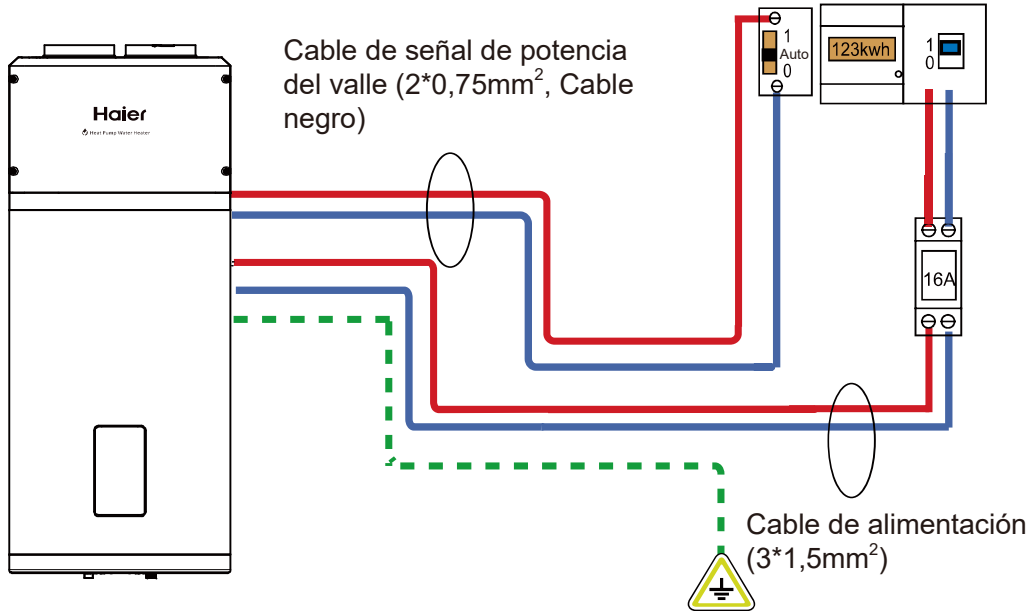 Cable de señal de potencia
del valle (2*0,75mm², Cable
negro)
1
Auto
0
123kwh
1
0
Haier
Heat Pump Water Heater
16A
Cable de alimentación
(3*1,5mm²)